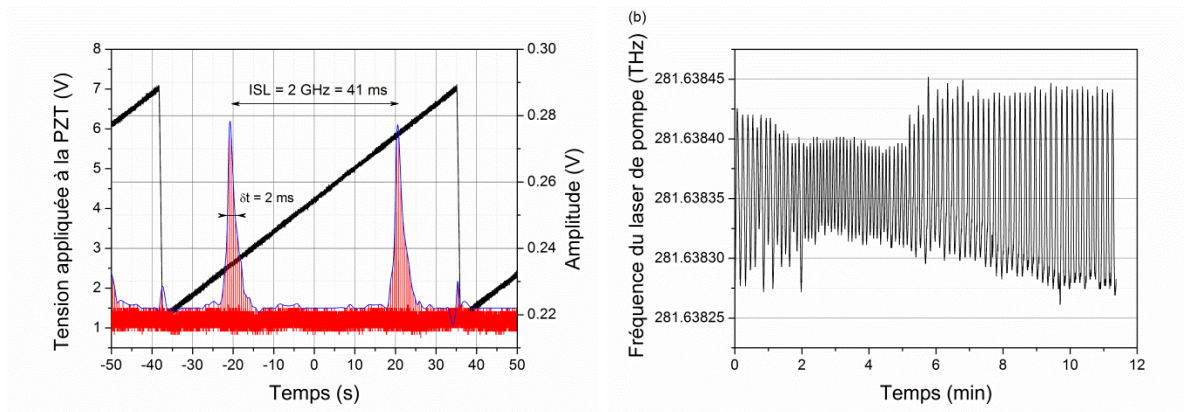 Tension appliquée à la PZT (V)
8
7
6
5
4
3
2
1
ISL = 2 GHz = 41 ms
δt = 2 ms
0.30
0.28
0.26
0.24
0.22
Amplitude (V)
-50 -40 -30 -20 -10 0 10 20 30 40 50
Temps (s)
(b)
Fréquence du laser de pompe (THz)
281.63845
281.63840
281.63835
281.63830
281.63825
0 2 4 6 8 10 12
Temps (min)